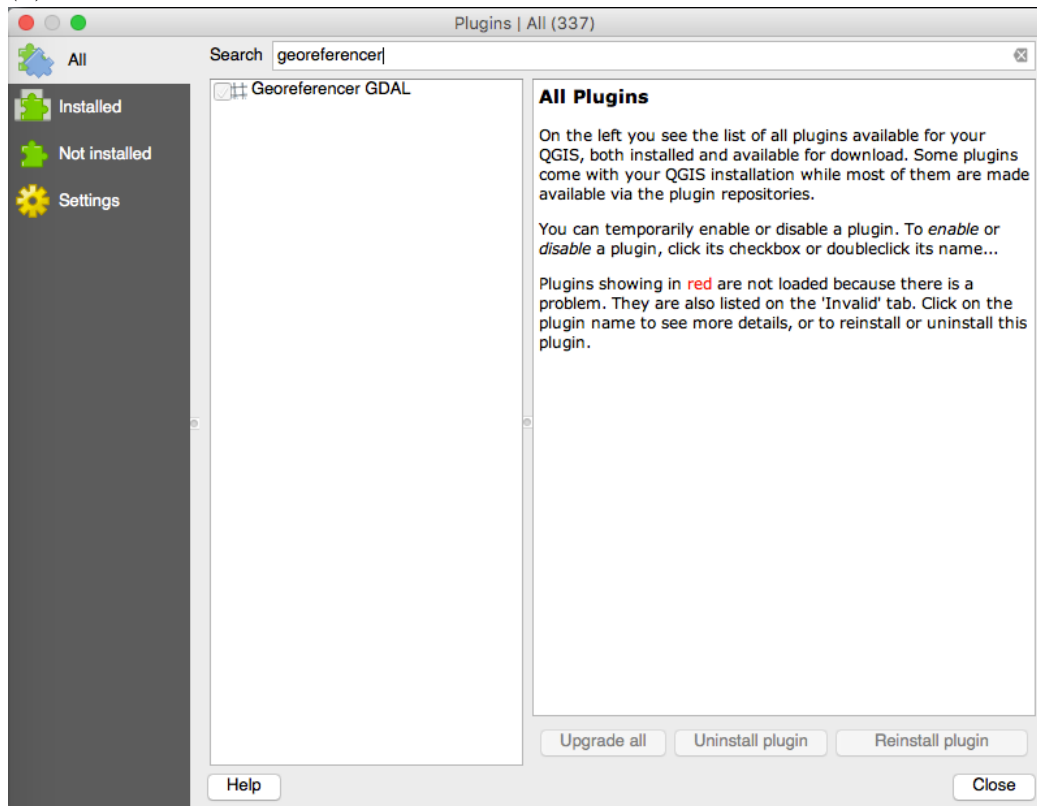 Plugins | All (337)
All
Installed
Not installed
Settings
Search georeferencer
Georeferencer GDAL
All Plugins
On the left you see the list of all plugins available for your
QGIS, both installed and available for download. Some plugins
come with your QGIS installation while most of them are made
available via the plugin repositories.
You can temporarily enable or disable a plugin. To enable or
disable a plugin, click its checkbox or doubleclick its name...
Plugins showing in red are not loaded because there is a
problem. They are also listed on the 'Invalid' tab. Click on the
plugin name to see more details, or to reinstall or uninstall this
plugin.
Upgrade all
Uninstall plugin
Reinstall plugin
Help
Close